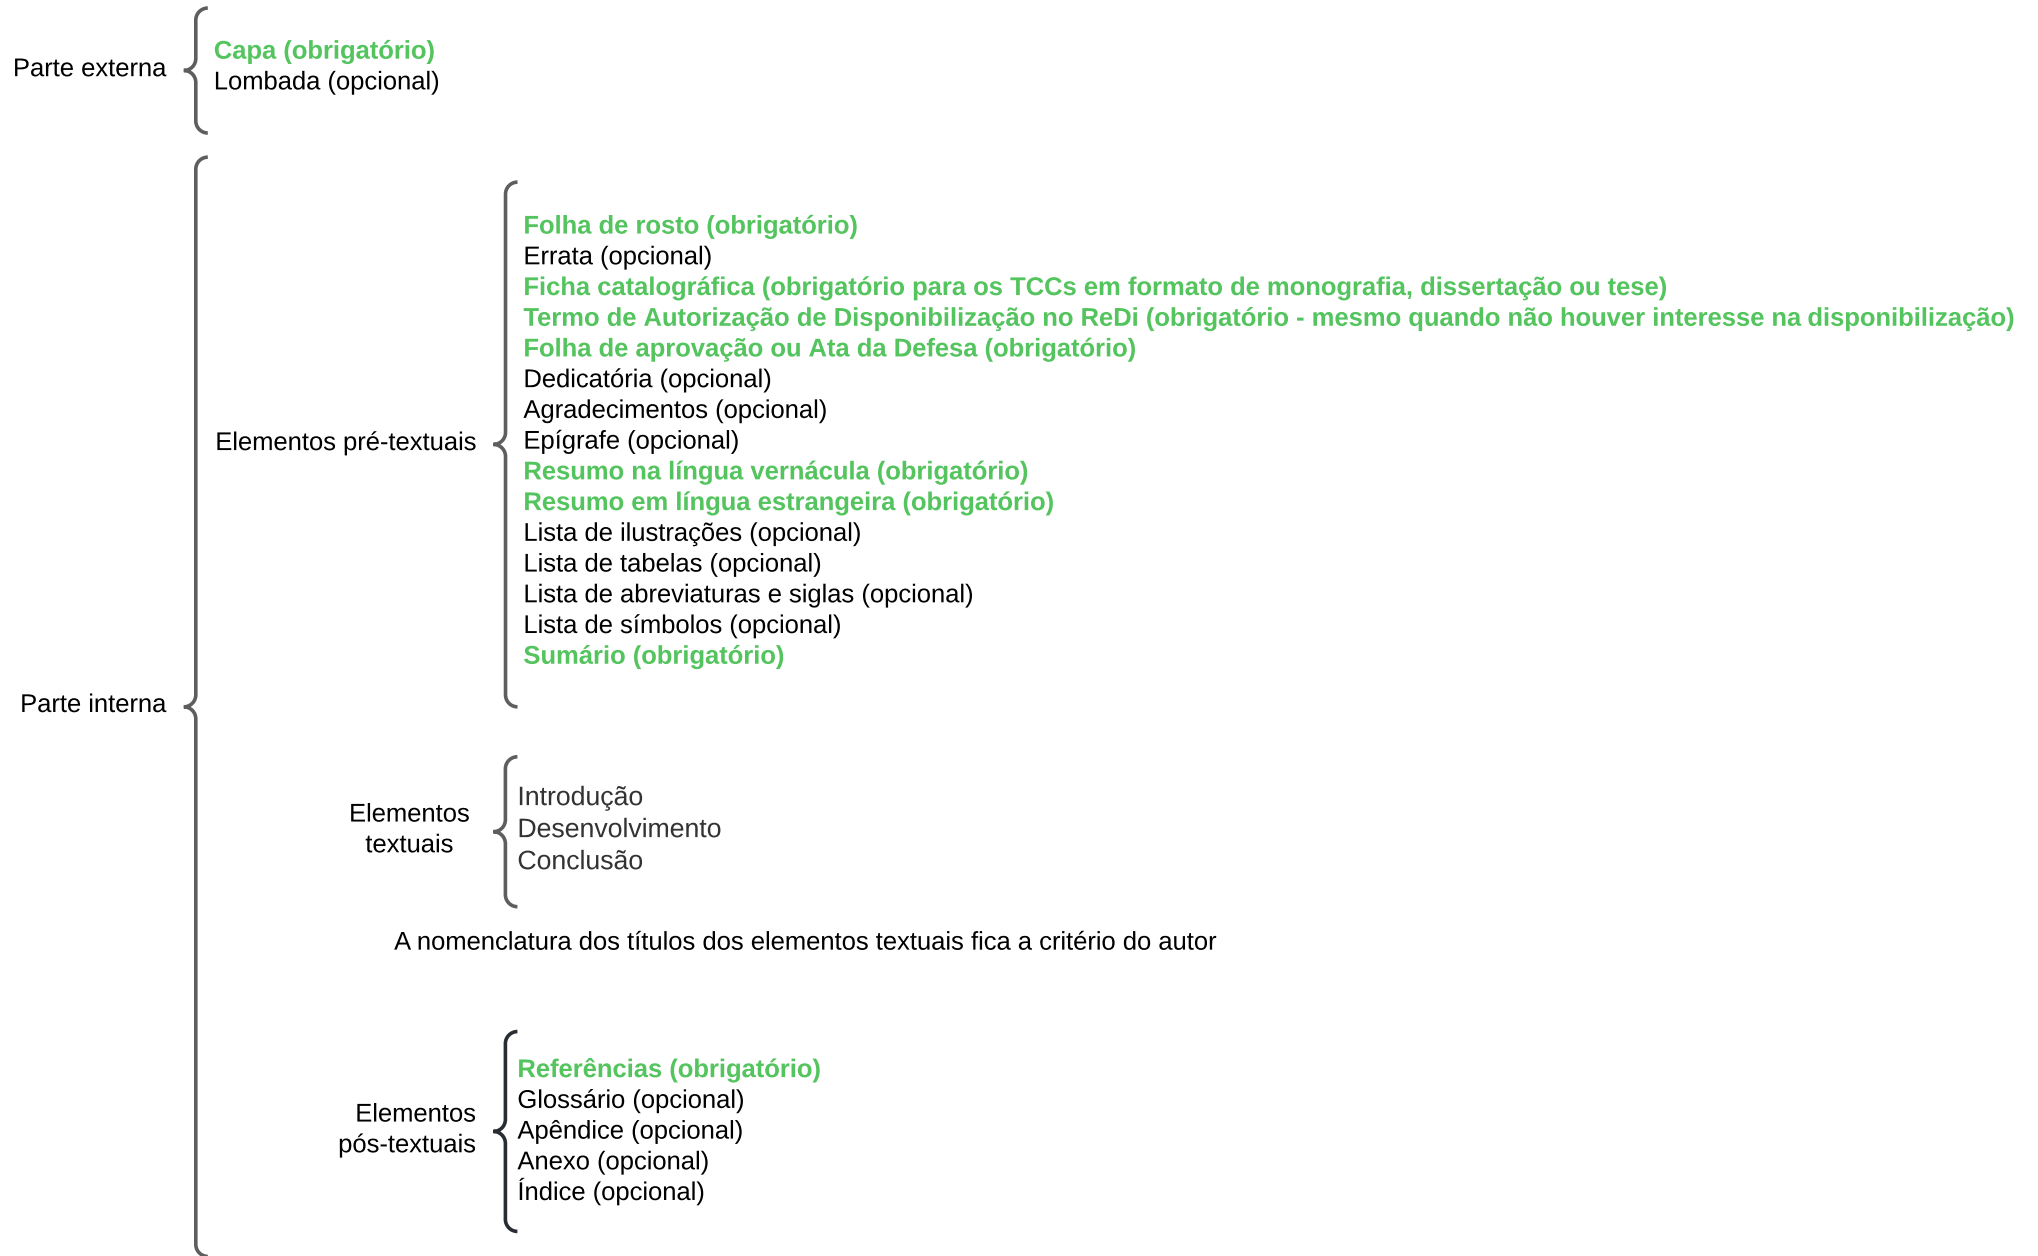 Parte externa
Capa (obrigatório)
Lombada (opcional)
Parte interna
Elementos pré-textuais
Folha de rosto (obrigatório)
Errata (opcional)
Ficha catalográfica (obrigatório para os TCCs em formato de monografia, dissertação ou tese)
Termo de Autorização de Disponibilização no ReDi (obrigatório - mesmo quando não houver interesse na disponibilização)
Folha de aprovação ou Ata da Defesa (obrigatório)
Dedicatória (opcional)
Agradecimentos (opcional)
Epígrafe (opcional)
Resumo na língua vernácula (obrigatório)
Resumo em língua estrangeira (obrigatório)
Lista de ilustrações (opcional)
Lista de tabelas (opcional)
Lista de abreviaturas e siglas (opcional)
Lista de símbolos (opcional)
Sumário (obrigatório)
Elementos
textuais
Introdução
Desenvolvimento
Conclusão
A nomenclatura dos títulos dos elementos textuais fica a critério do autor
Elementos
pós-textuais
Referências (obrigatório)
Glossário (opcional)
Apêndice (opcional)
Anexo (opcional)
Índice (opcional)